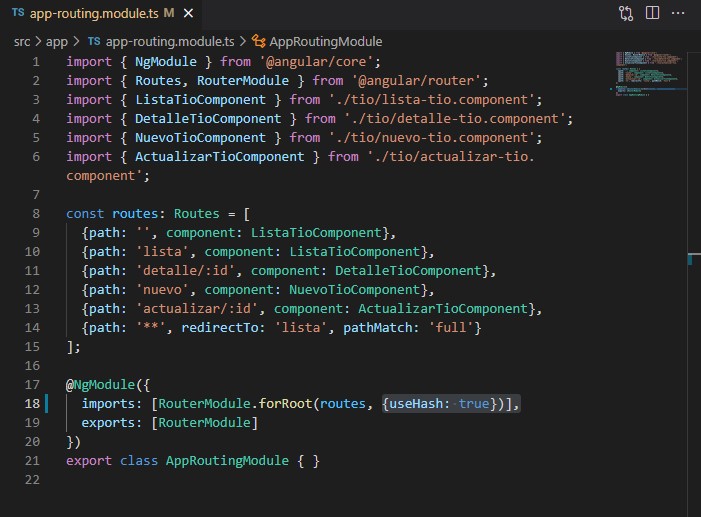 TS app-routing.module.ts M ×
src > app > TS app-routing.module.ts > AppRoutingModule
1 import { NgModule } from '@angular/core';
2 import { Routes, RouterModule } from '@angular/router';
3 import { ListaTioComponent } from './tio/lista-tio.component';
4 import { DetalleTioComponent } from './tio/detalle-tio.component';
5 import { NuevoTioComponent } from './tio/nuevo-tio.component';
6 import { ActualizarTioComponent } from './tio/actualizar-tio.
component';
7
8 const routes: Routes = [
9 {path: '', component: ListaTioComponent},
10 {path: 'lista', component: ListaTioComponent},
11 {path: 'detalle/:id', component: DetalleTioComponent},
12 {path: 'nuevo', component: NuevoTioComponent},
13 {path: 'actualizar/:id', component: ActualizarTioComponent},
14 {path: '**', redirectTo: 'lista', pathMatch: 'full'}
15 ];
16
17 @NgModule({
18 imports: [RouterModule.forRoot(routes, {useHash: true})],
19 exports: [RouterModule]
20 })
21 export class AppRoutingModule { }
22